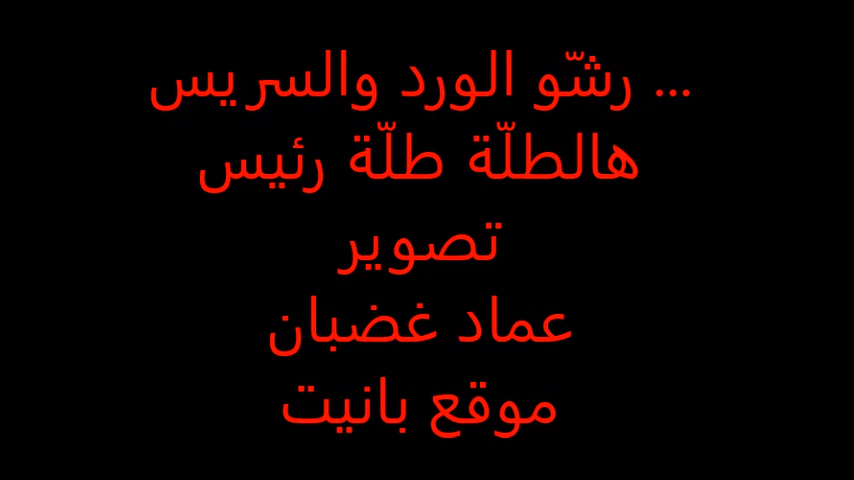 ... رشّو الورد والسريس
هالطلّة طلّة رئيس
تصوير
عماد غضبان
موقع بانيت